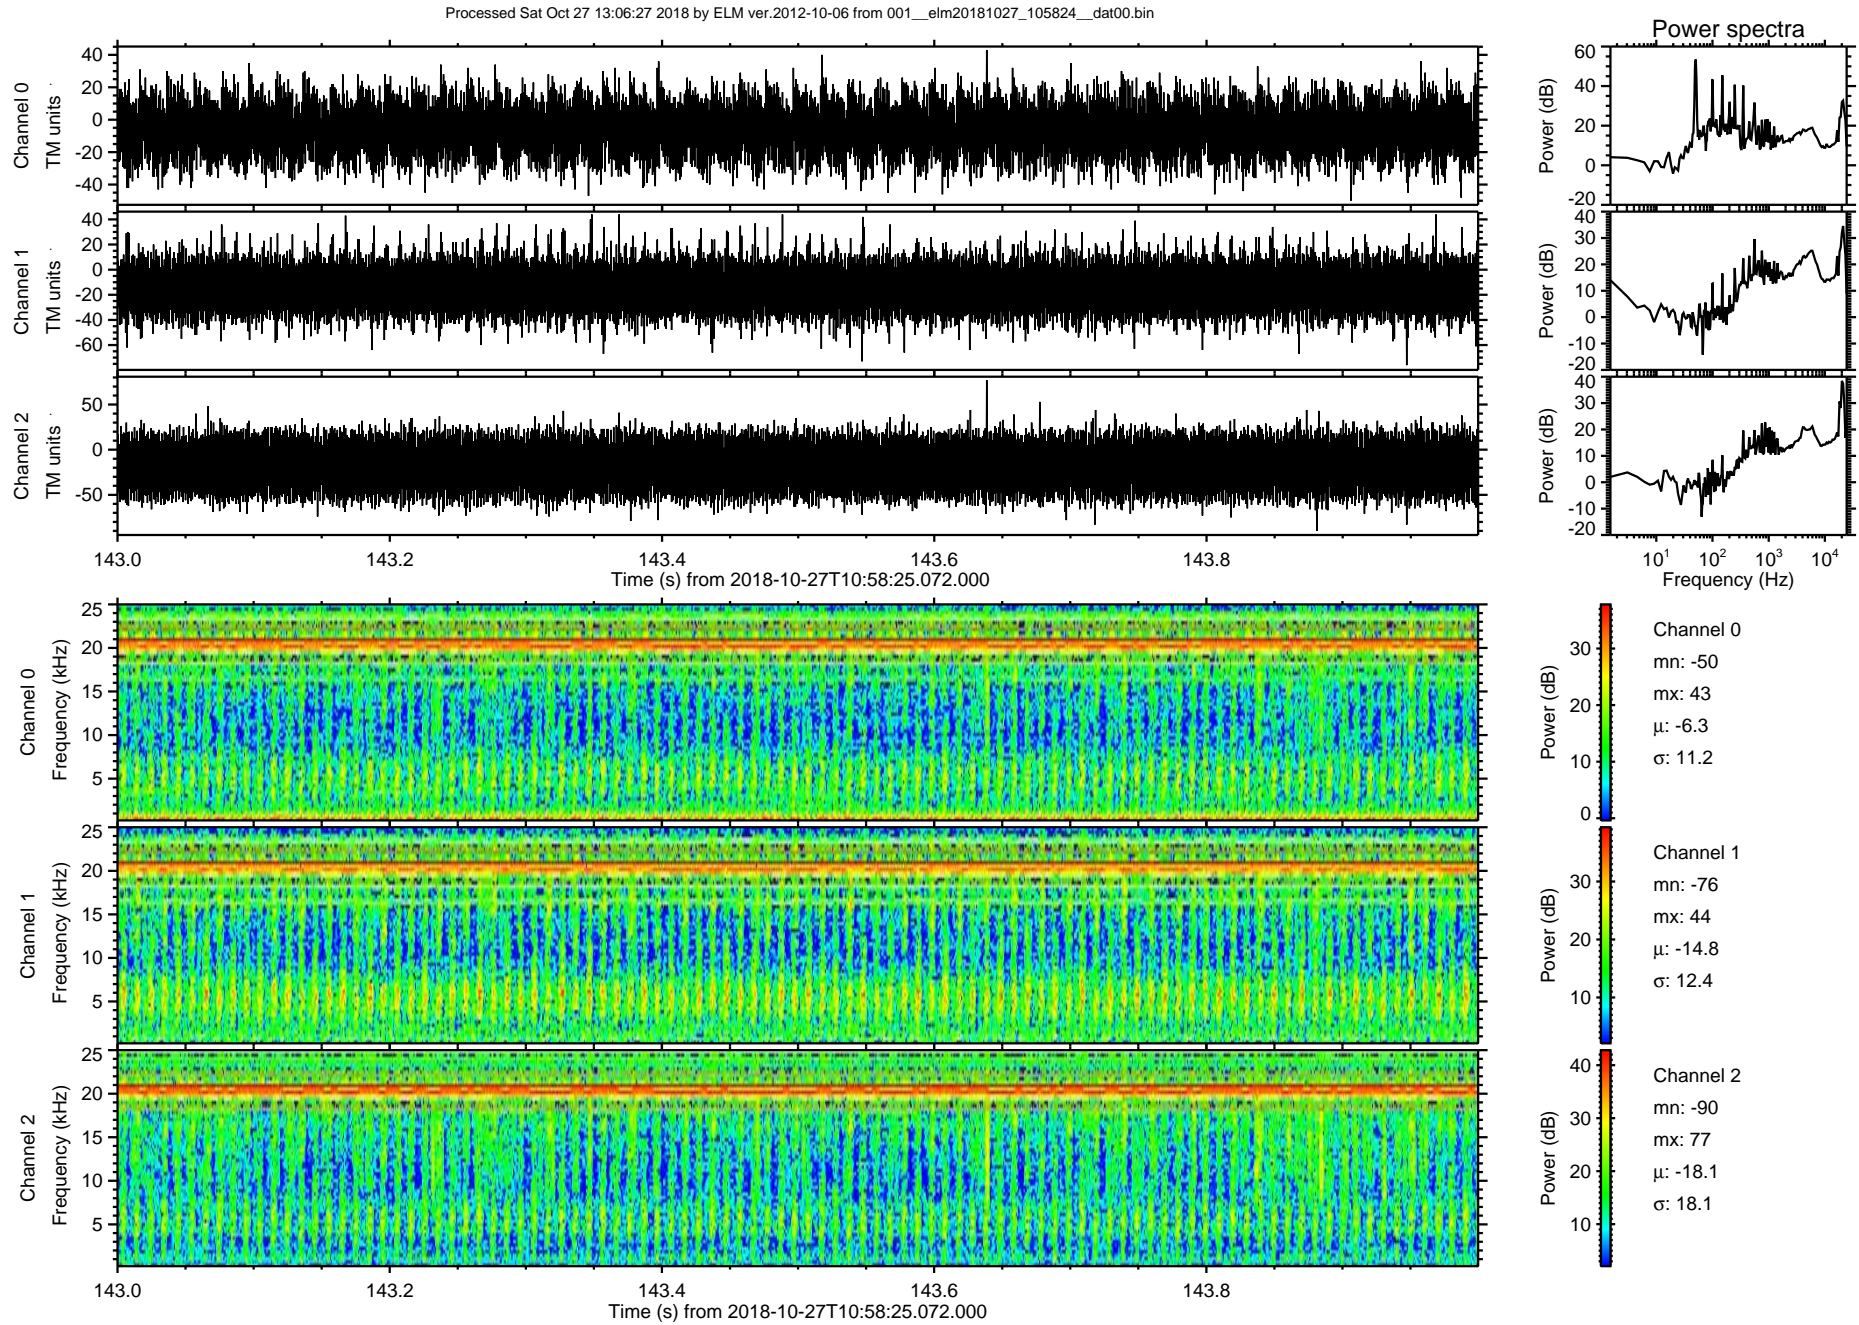 Processed Sat Oct 27 13:06:27 2018 by ELM ver.2012-10-06 from 001__elm20181027_105824__dat00.bin
Power spectra
Channel 0
TM units
40
20
0
-20
-40
Power (dB)
60
40
20
0
-20
Channel 1
TM units
40
20
0
-20
-40
-60
Power (dB)
40
30
20
10
0
-10
-20
Channel 2
TM units
50
0
-50
Power (dB)
40
30
20
10
0
-10
-20
143.0 143.2 143.4 143.6 143.8
Time (s) from 2018-10-27T10:58:25.072.000
10^1 10^2 10^3 10^4
Frequency (Hz)
Channel 0
Frequency (kHz)
25
20
15
10
5
Power (dB)
30
20
10
0
Channel 0
mn: -50
mx: 43
μ: -6.3
σ: 11.2
Channel 1
Frequency (kHz)
25
20
15
10
5
Power (dB)
30
20
10
Channel 1
mn: -76
mx: 44
μ: -14.8
σ: 12.4
Channel 2
Frequency (kHz)
25
20
15
10
5
Power (dB)
40
30
20
10
Channel 2
mn: -90
mx: 77
μ: -18.1
σ: 18.1
143.0 143.2 143.4 143.6 143.8
Time (s) from 2018-10-27T10:58:25.072.000